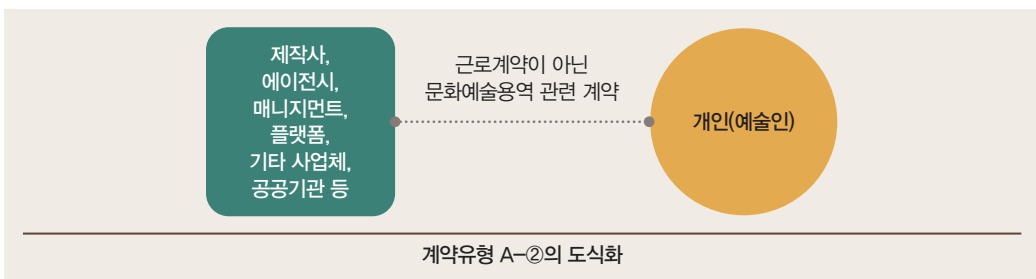 제작사,
에이전시,
매니지먼트,
플랫폼,
기타 사업체,
공공기관 등
근로계약이 아닌
문화예술용역 관련 계약
개인(예술인)
계약유형 A-②의 도식화